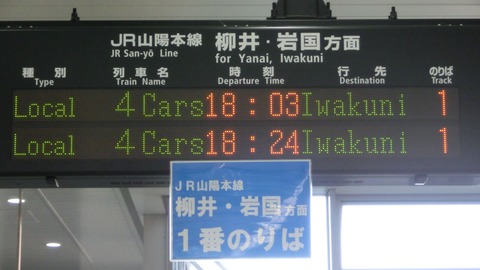 JR山陽本線 柳井・岩国方面
JR San-yō Line for Yanai, Iwakuni
種別 列車名 時刻 行先 のりば
Type Train Name Departure Time Destination Track
Local 4 Cars 18:03 Iwakuni 1
Local 4 Cars 18:24 Iwakuni 1
JR山陽本線
柳井・岩国方面
1番のりば